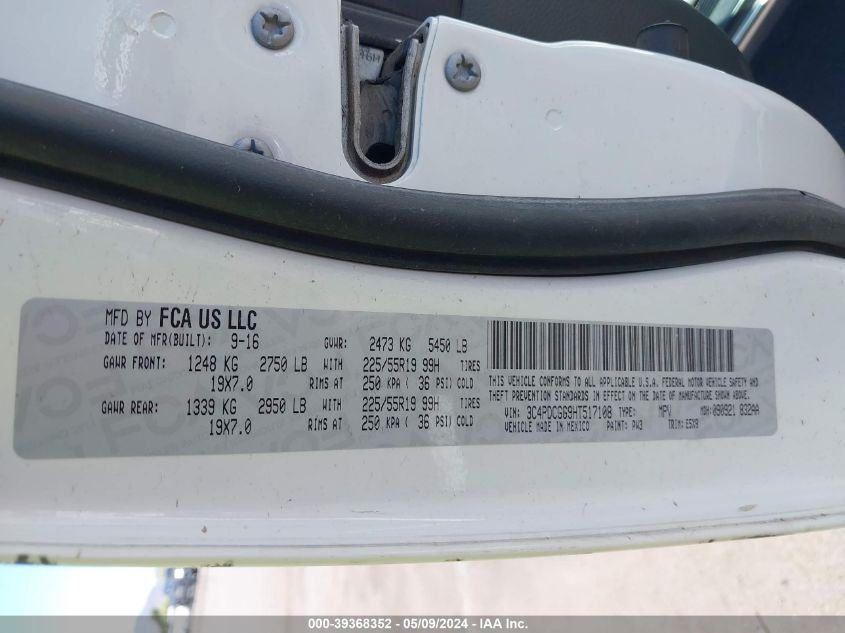 MFD BY FCA US LLC
DATE OF MFR(BUILT): 9-16 GVWR: 2473 KG 5450 LB
GAWR FRONT: 1248 KG 2750 LB WITH 225/55R19 99H TIRES
19X7.0 RIMS AT 250 KPA ( 36 PSI) COLD
GAWR REAR: 1339 KG 2950 LB WITH 225/55R19 99H TIRES
19X7.0 RIMS AT 250 KPA ( 36 PSI) COLD
THIS VEHICLE CONFORMS TO ALL APPLICABLE U.S.A. FEDERAL MOTOR VEHICLE SAFETY AND
THEFT PREVENTION STANDARDS IN EFFECT ON THE DATE OF MANUFACTURE SHOWN ABOVE.
VIN: 3C4PDCGG9HT517108 TYPE: MPV MDH: 090921 832AA
VEHICLE MADE IN MEXICO PAINT: PW3 TRIM:
000-39368352 / 05/09/2024 - IAA Inc.